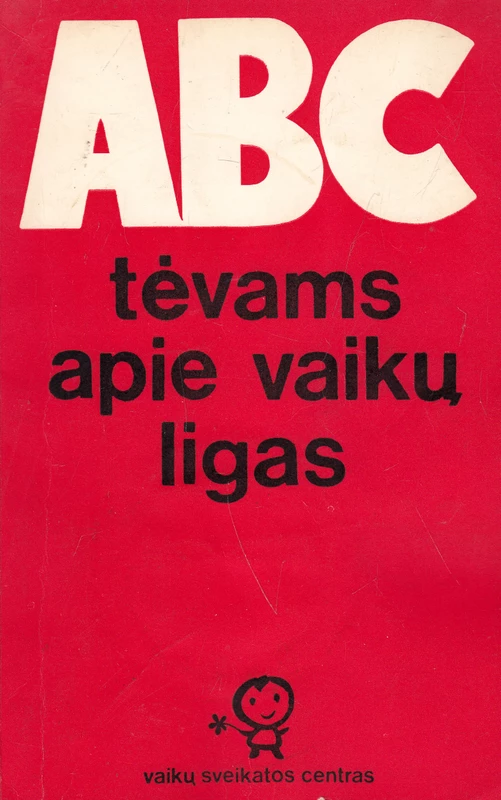 ABC
tėvams
apie vaikų
ligas
vaikų sveikatos centras